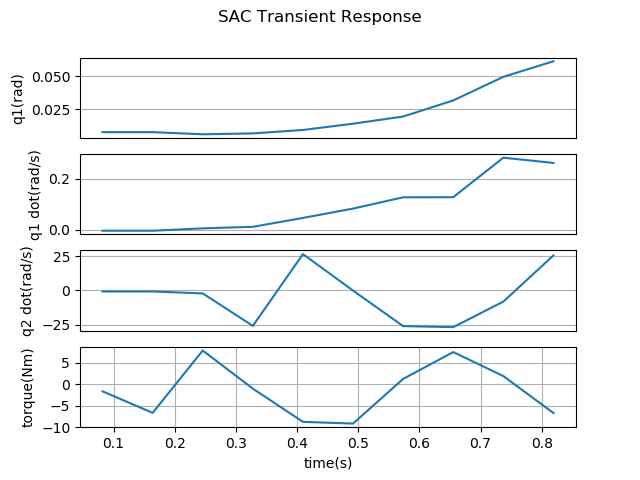 SAC Transient Response
q1(rad)
0.050
0.025
q1 dot(rad/s)
0.2
0.0
q2 dot(rad/s)
25
0
−25
torque(Nm)
5
0
−5
−10
0.1 0.2 0.3 0.4 0.5 0.6 0.7 0.8
time(s)